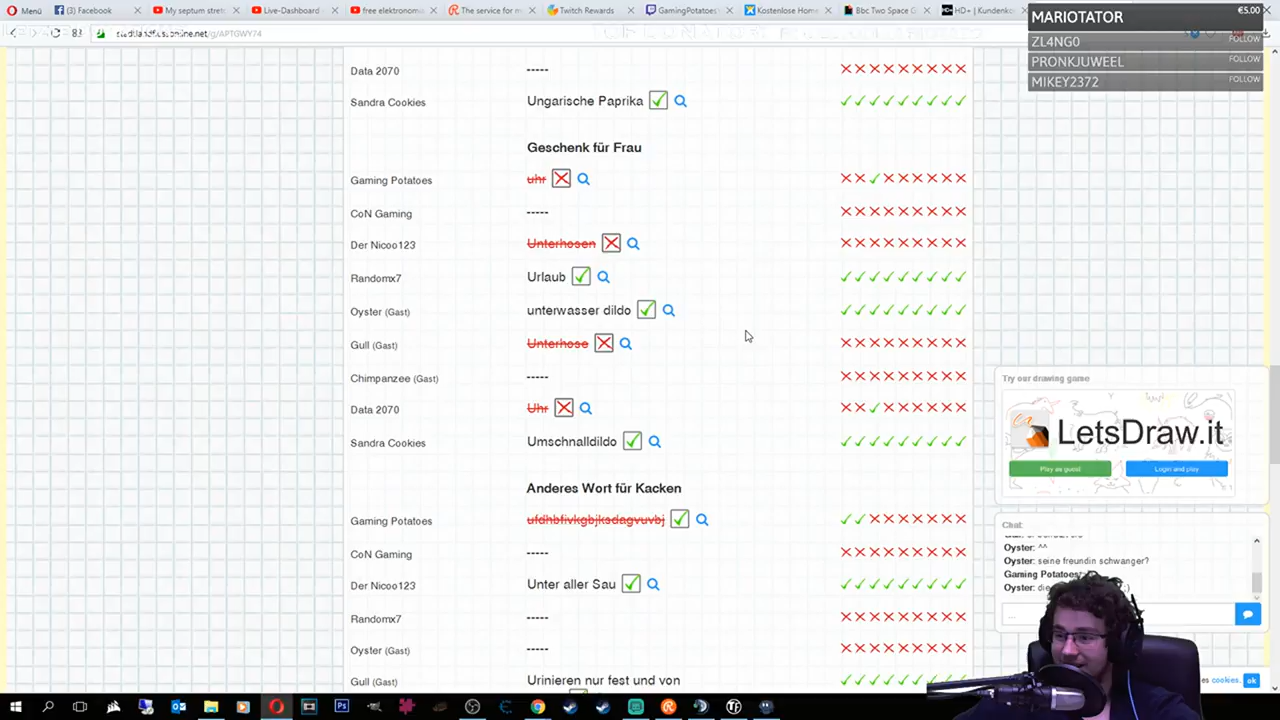 Menü
(3) Facebook
My septum stretch
Live-Dashboard
free elektronomia
The service for m
Twitch Rewards
GamingPotatoes
Kostenlose Home
Bbc Two Space G
HD+ | Kundenko
MARIOTATOR €5.00
ZL4NG0 FOLLOW
PRONKJUWEEL FOLLOW
MIKEY2372 FOLLOW
Data 2070 -----
Sandra Cookies Ungarische Paprika
Geschenk für Frau
Gaming Potatoes uhr
CoN Gaming -----
Der Nicoo123 Unterhosen
Randomx7 Urlaub
Oyster (Gast) unterwasser dildo
Gull (Gast) Unterhose
Chimpanzee (Gast) -----
Data 2070 Uhr
Sandra Cookies Umschnalldildo
Anderes Wort für Kacken
Gaming Potatoes ufdhbfivkgbjksdagvuvbj
CoN Gaming -----
Der Nicoo123 Unter aller Sau
Randomx7 -----
Oyster (Gast) -----
Gull (Gast) Urinieren nur fest und von
Try our drawing game
LetsDraw.it
Play as guest Login and play
Chat:
Oyster: ^^
Oyster: seine freundin schwanger?
Gaming Potatoes:
Oyster: die
...
cookies. ok